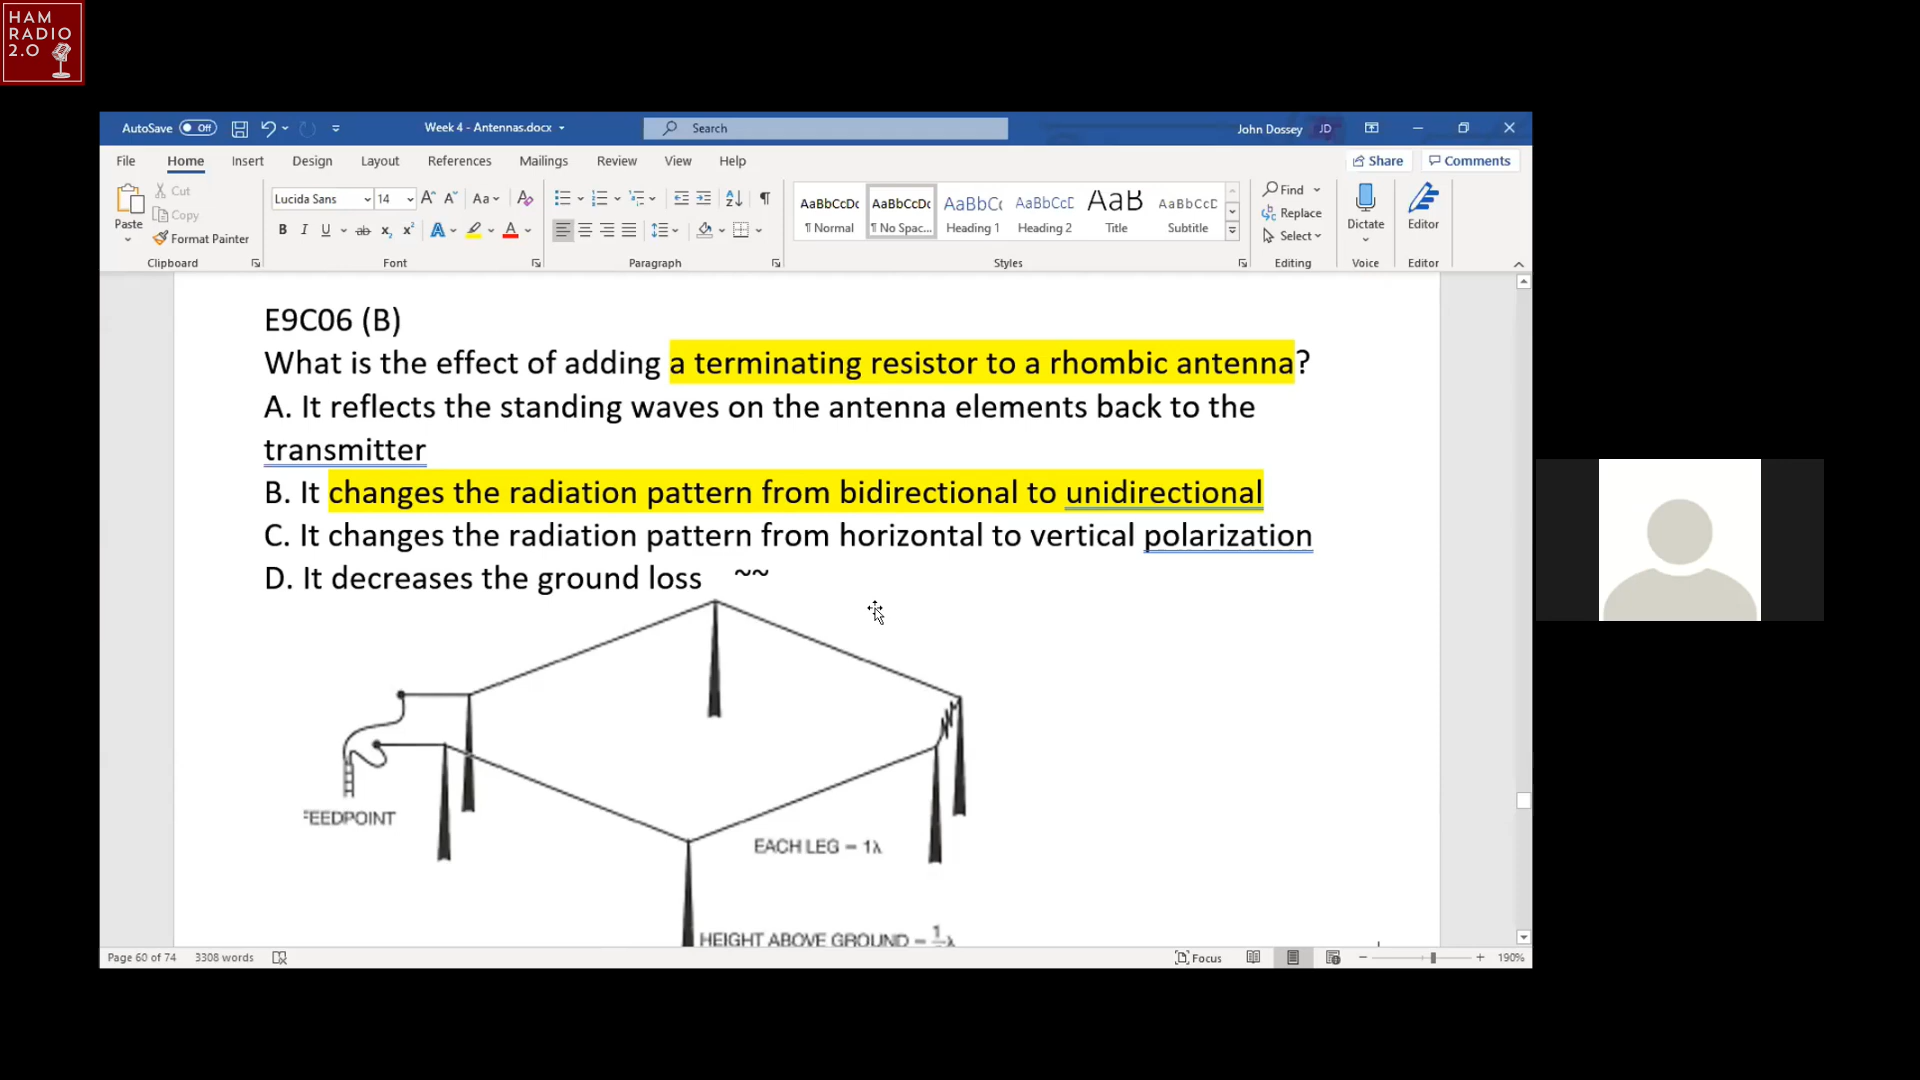 HAM
RADIO
2.0
AutoSave Off
Week 4 - Antennas.docx
Search
John Dossey JD
File Home Insert Design Layout References Mailings Review View Help
Share Comments
Paste
Cut
Copy
Format Painter
Clipboard
Lucida Sans 14
Font
Paragraph
AaBbCcDc AaBbCcDc AaBbCc AaBbCcD AaB AaBbCcD
¶ Normal ¶ No Spac... Heading 1 Heading 2 Title Subtitle
Styles
Find
Replace
Select
Editing
Dictate
Voice
Editor
Editor
E9C06 (B)
What is the effect of adding a terminating resistor to a rhombic antenna?
A. It reflects the standing waves on the antenna elements back to the
transmitter
B. It changes the radiation pattern from bidirectional to unidirectional
C. It changes the radiation pattern from horizontal to vertical polarization
D. It decreases the ground loss ~~
FEEDPOINT
EACH LEG = 1λ
HEIGHT ABOVE GROUND =
Page 60 of 74 3308 words
Focus
190%